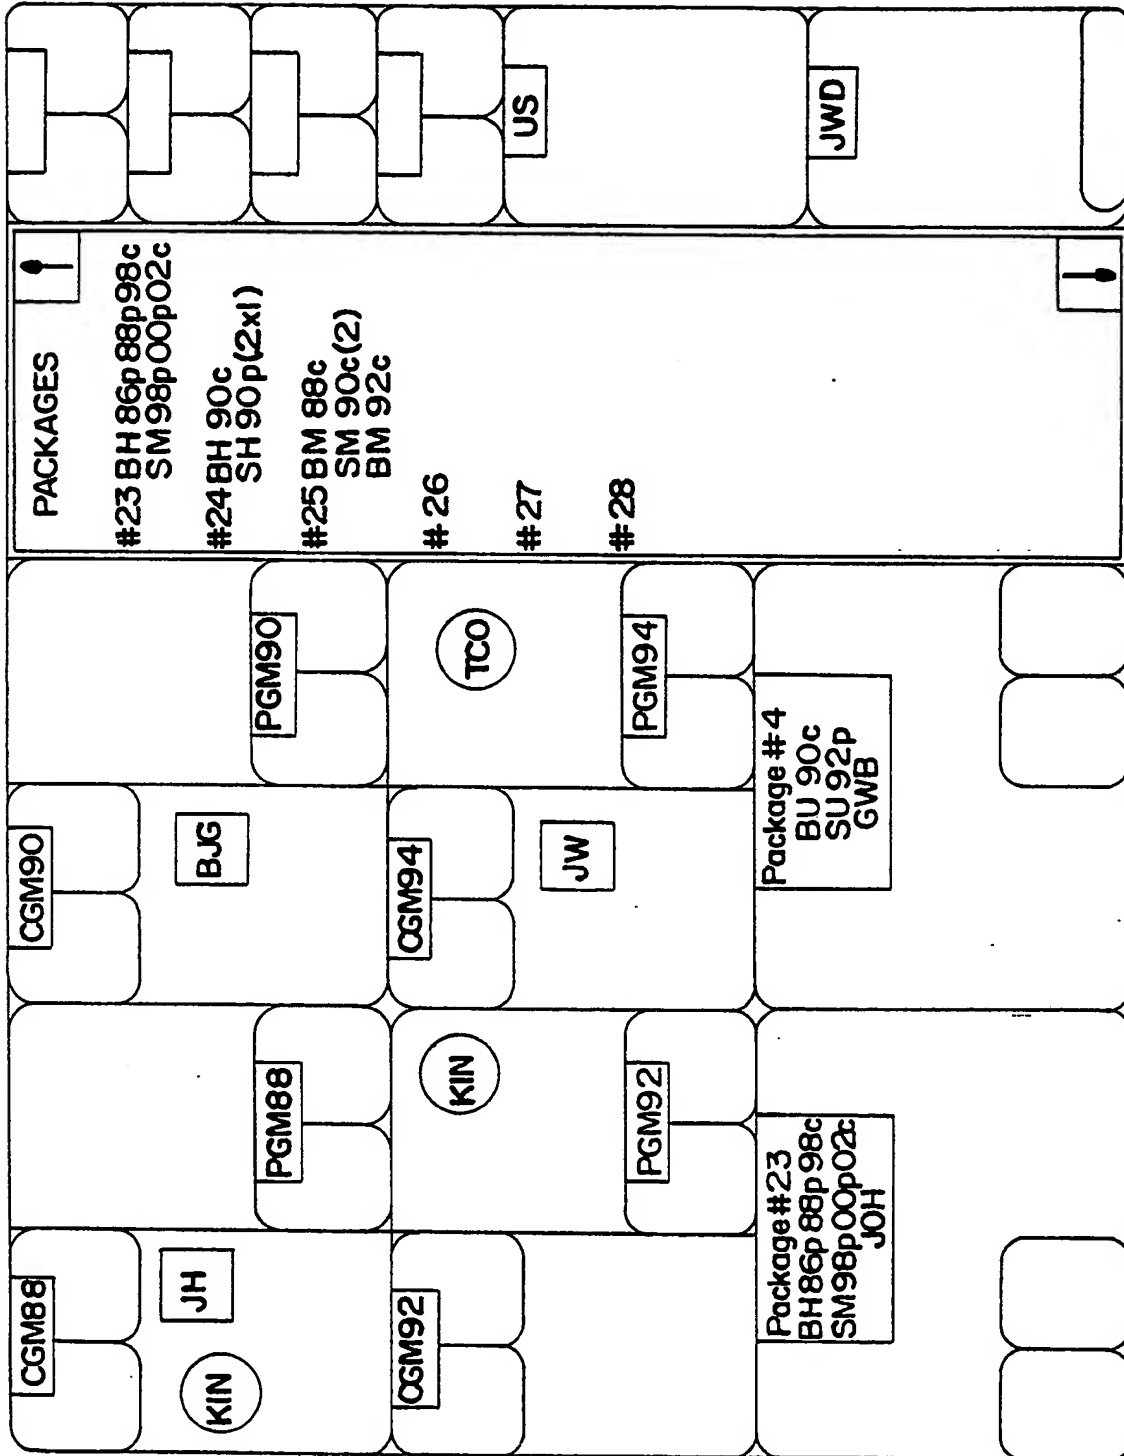 CGM88
CGM90
KIN
JH
BJG
PGM88
PGM90
CGM92
CGM94
KIN
TCO
JW
PGM92
PGM94
Package #23
BH86p 88p 98c
SM98p 00p 02c
JOH
Package #4
BU 90c
SU 92p
GWB
PACKAGES
#23 BH 86p 88p 98c
SM 98p 00p 02c
#24 BH 90c
SH 90p (2x1)
#25 BM 88c
SM 90c (2)
BM 92c
#26
#27
#28
US
JWD